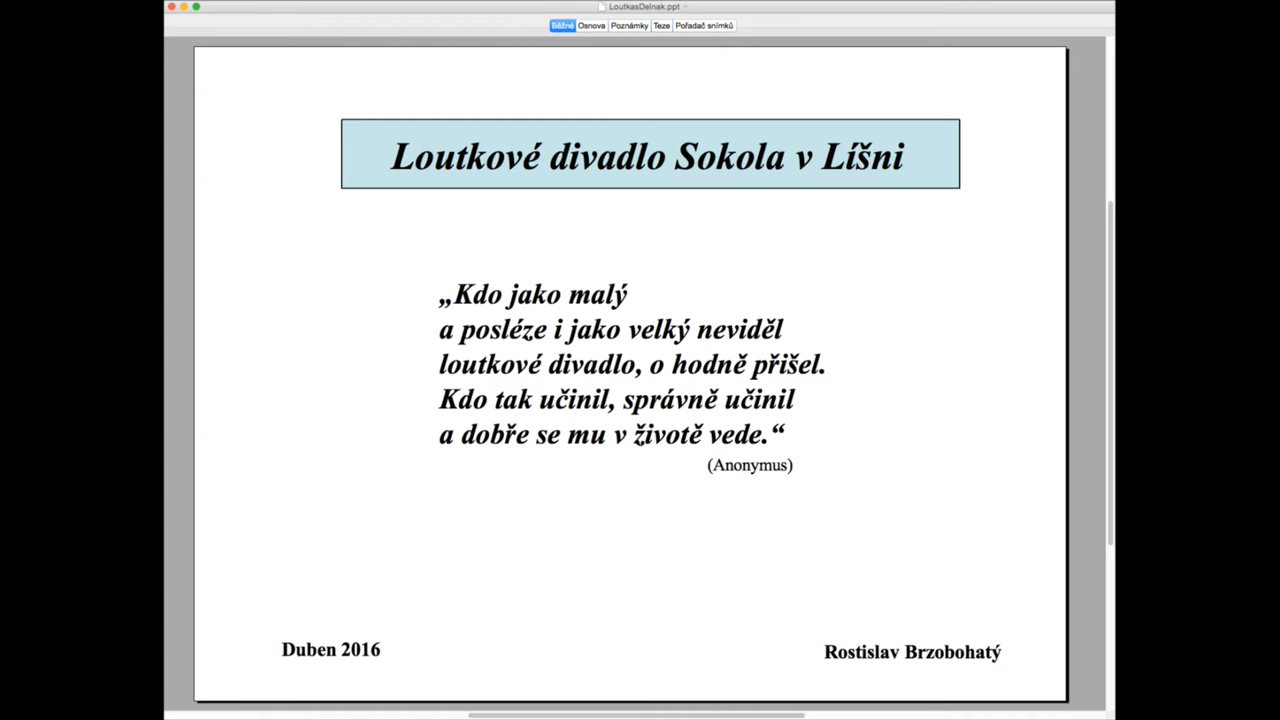 LoutkasDelnak.ppt
Běžné Osnova Poznámky Teze Pořadač snímků
Loutkové divadlo Sokola v Líšni
„Kdo jako malý
a posléze i jako velký neviděl
loutkové divadlo, o hodně přišel.
Kdo tak učinil, správně učinil
a dobře se mu v životě vede.“
(Anonymus)
Duben 2016
Rostislav Brzobohatý